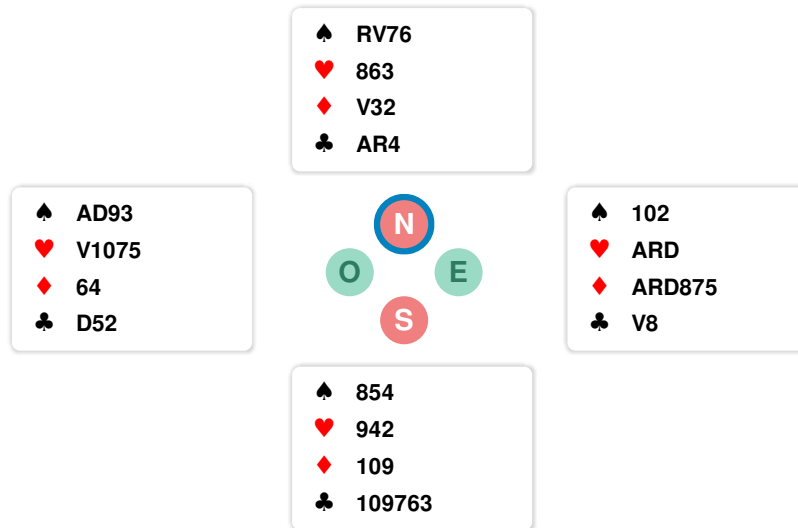 ♠ RV76
♥ 863
♦ V32
♣ AR4
♠ AD93
♥ V1075
♦ 64
♣ D52
N
O E
S
♠ 102
♥ ARD
♦ ARD875
♣ V8
♠ 854
♥ 942
♦ 109
♣ 109763